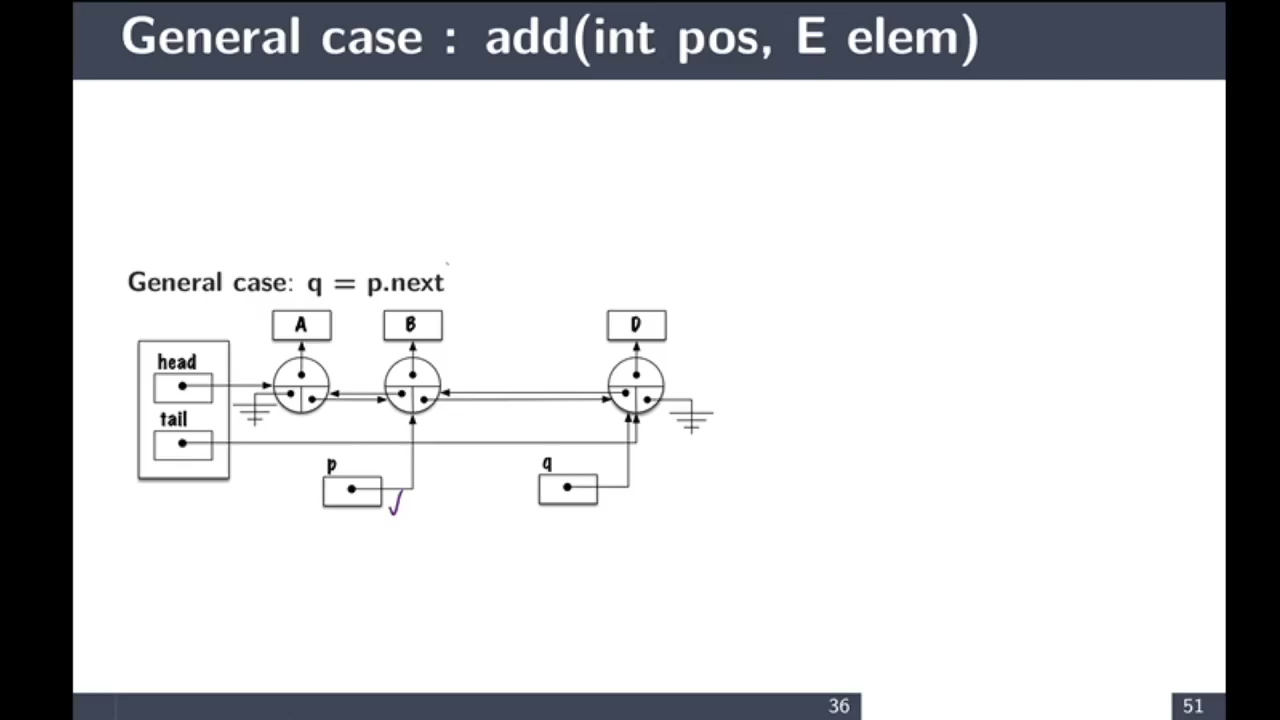 General case : add(int pos, E elem)
General case: q = p.next
A B D
head
tail
p q
36 51